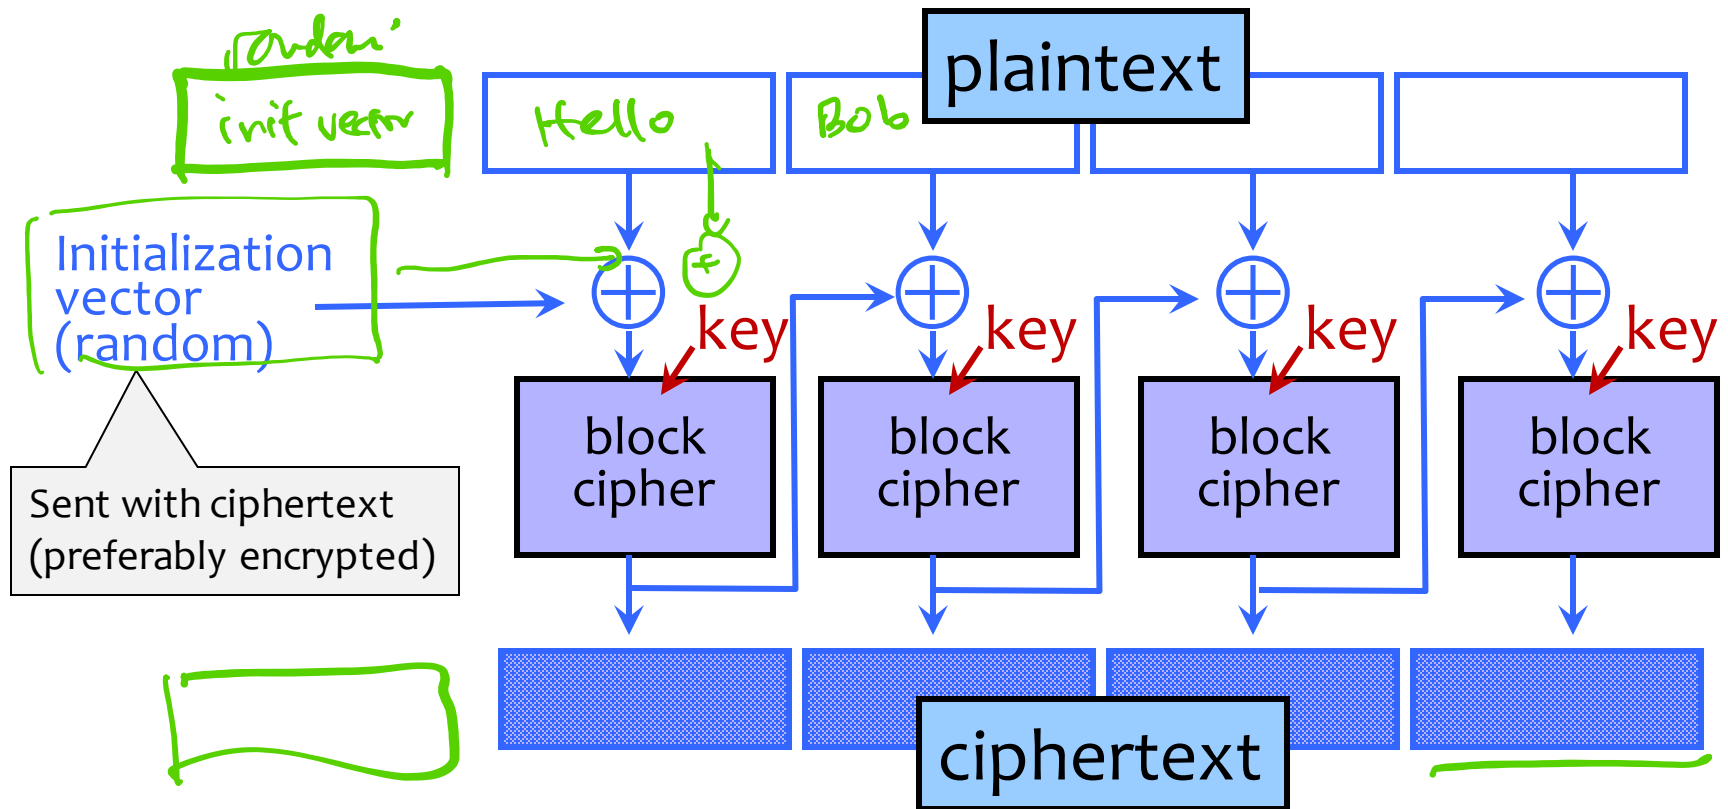 random
init vector
Hello
Bob
plaintext
Initialization
vector
(random)
+
key
key
key
key
block
cipher
block
cipher
block
cipher
block
cipher
Sent with ciphertext
(preferably encrypted)
ciphertext